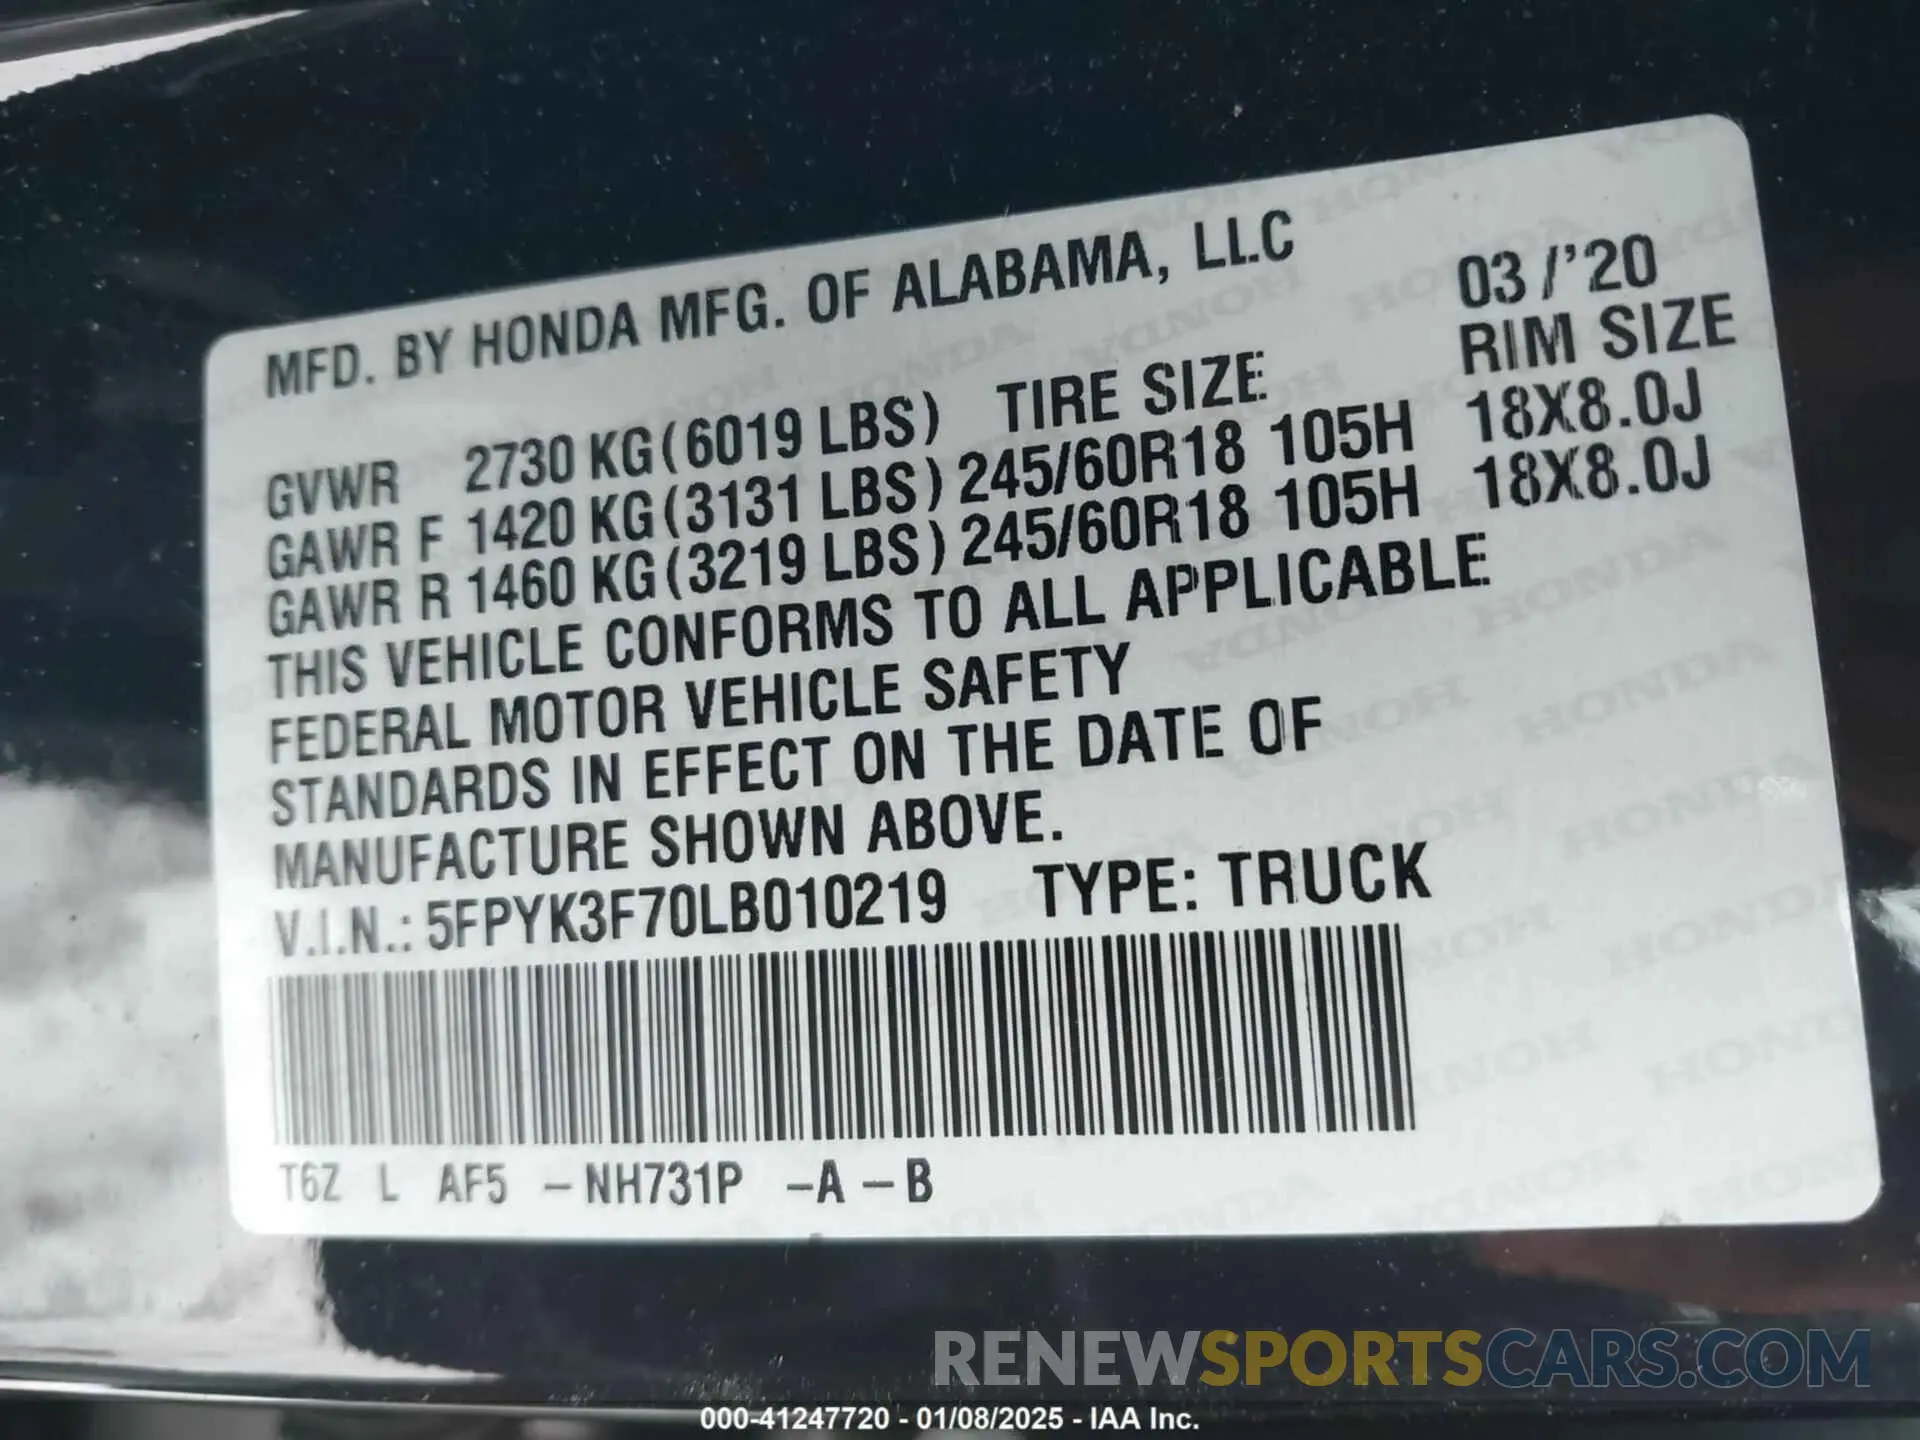 MFD. BY HONDA MFG. OF ALABAMA, LLC 03 /'20
RIM SIZE
GVWR 2730 KG (6019 LBS) TIRE SIZE
GAWR F 1420 KG (3131 LBS) 245/60R18 105H 18X8.0J
GAWR R 1460 KG (3219 LBS) 245/60R18 105H 18X8.0J
THIS VEHICLE CONFORMS TO ALL APPLICABLE
FEDERAL MOTOR VEHICLE SAFETY
STANDARDS IN EFFECT ON THE DATE OF
MANUFACTURE SHOWN ABOVE.
V.I.N.: 5FPYK3F70LB010219 TYPE: TRUCK
T6Z L AF5 – NH731P –A – B
RENEWSPORTSCARS.COM
000-41247720 - 01/08/2025 - IAA Inc.